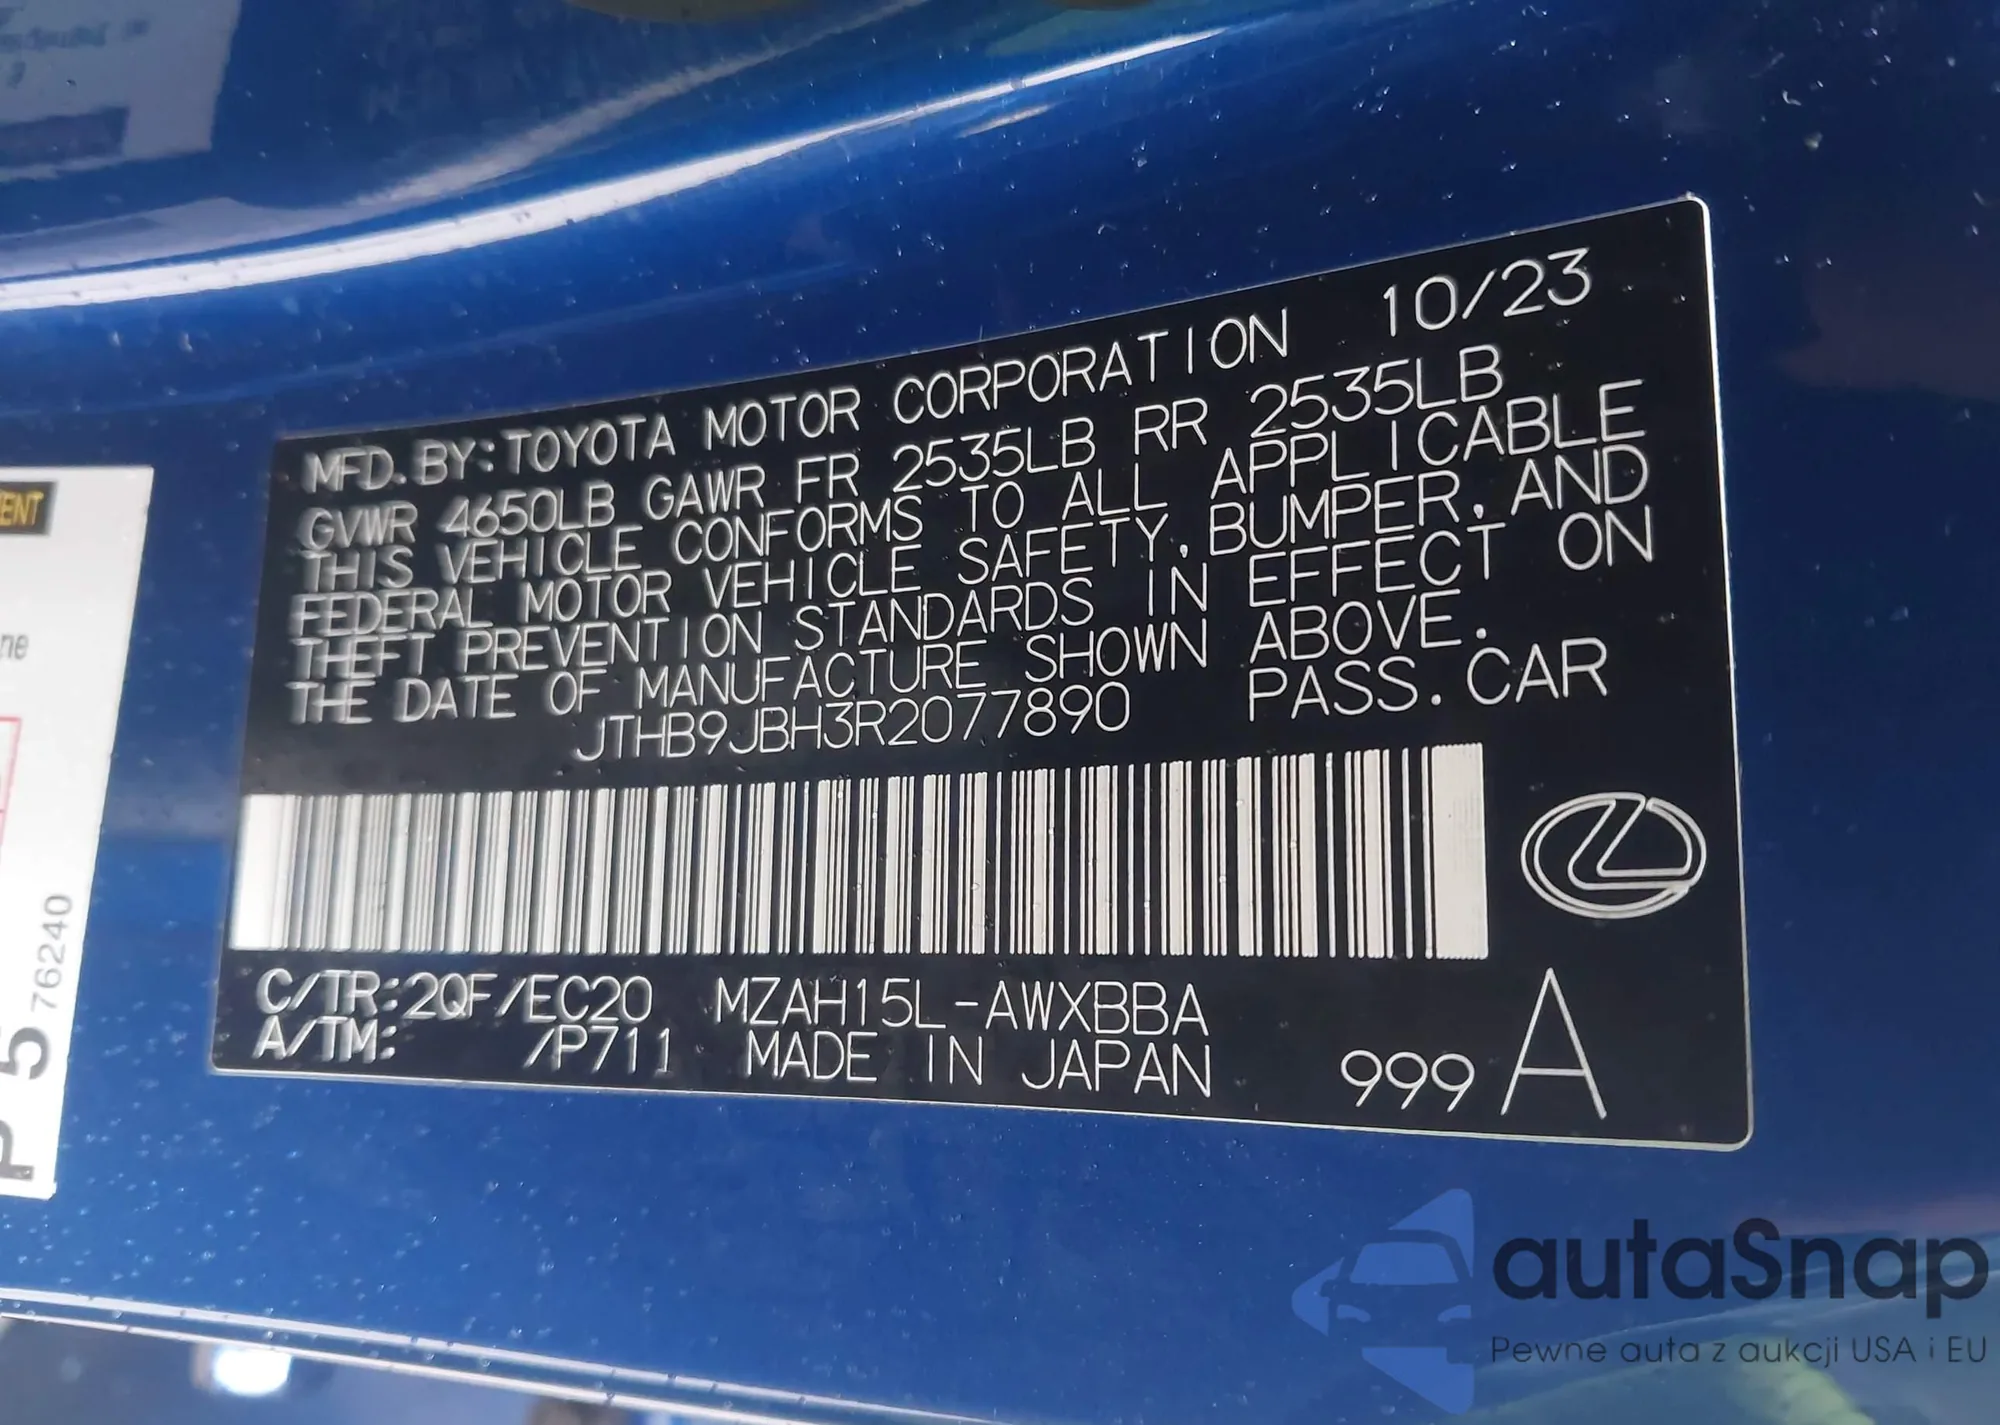 MFD. BY: TOYOTA MOTOR CORPORATION 10/23
GVWR 4650LB GAWR FR 2535LB RR 2535LB
THIS VEHICLE CONFORMS TO ALL APPLICABLE
FEDERAL MOTOR VEHICLE SAFETY, BUMPER, AND
THEFT PREVENTION STANDARDS IN EFFECT ON
THE DATE OF MANUFACTURE SHOWN ABOVE.
JTHB9JBH3R2077890 PASS. CAR
C/TR:2QF/EC20 MZAH15L-AWXBBA
A/TM: /P711 MADE IN JAPAN 999 A
ENT
ne
P 5 76240
autaSnap
Pewne auta z aukcji USA i EU